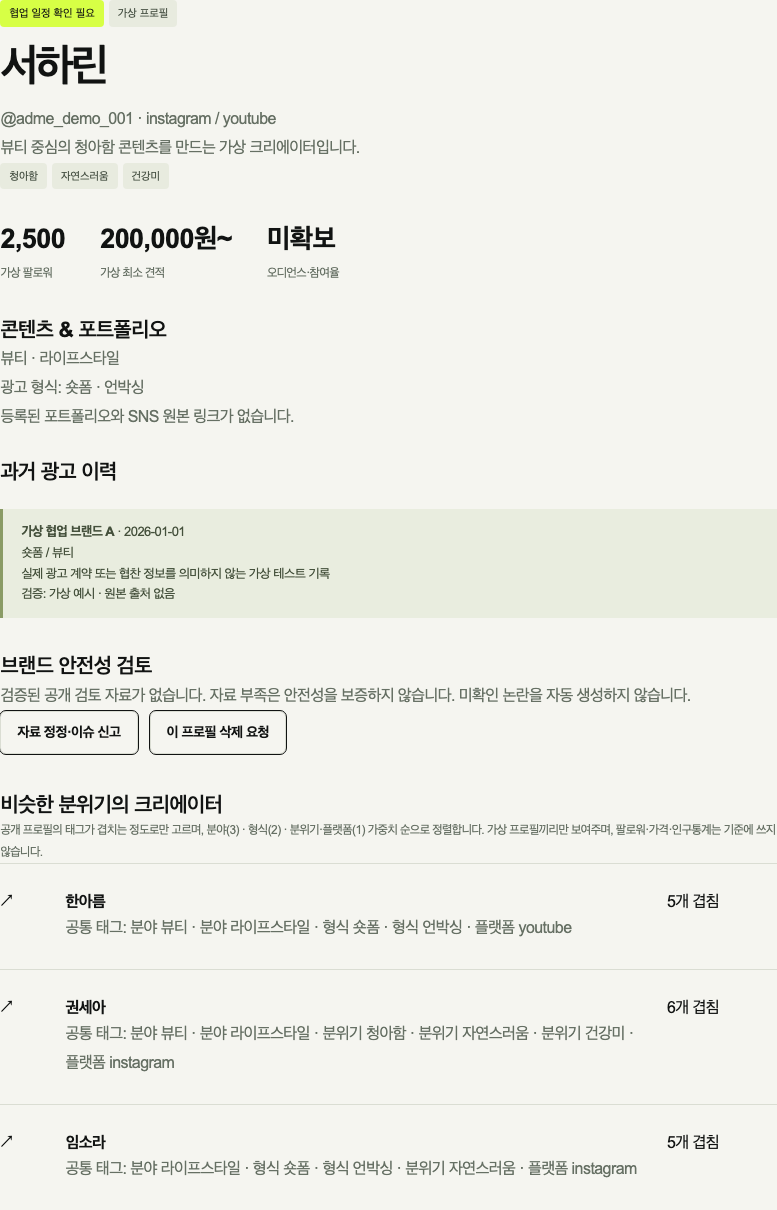 협업 일정 확인 필요 가상 프로필
서하린
@adme_demo_001 · instagram / youtube
뷰티 중심의 청아함 콘텐츠를 만드는 가상 크리에이터입니다.
청아함 자연스러움 건강미
2,500 200,000원~ 미확보
가상 팔로워 가상 최소 견적 오디언스·참여율
콘텐츠 & 포트폴리오
뷰티 · 라이프스타일
광고 형식: 숏폼 · 언박싱
등록된 포트폴리오와 SNS 원본 링크가 없습니다.
과거 광고 이력
가상 협업 브랜드 A · 2026-01-01
숏폼 / 뷰티
실제 광고 계약 또는 협찬 정보를 의미하지 않는 가상 테스트 기록
검증: 가상 예시 · 원본 출처 없음
브랜드 안전성 검토
검증된 공개 검토 자료가 없습니다. 자료 부족은 안전성을 보증하지 않습니다. 미확인 논란을 자동 생성하지 않습니다.
자료 정정·이슈 신고 이 프로필 삭제 요청
비슷한 분위기의 크리에이터
공개 프로필의 태그가 겹치는 정도로만 고르며, 분야(3) · 형식(2) · 분위기·플랫폼(1) 가중치 순으로 정렬합니다. 가상 프로필끼리만 보여주며, 팔로워·가격·인구통계는 기준에 쓰지
않습니다.
↗ 한아름 5개 겹침
공통 태그: 분야 뷰티 · 분야 라이프스타일 · 형식 숏폼 · 형식 언박싱 · 플랫폼 youtube
↗ 권세아 6개 겹침
공통 태그: 분야 뷰티 · 분야 라이프스타일 · 분위기 청아함 · 분위기 자연스러움 · 분위기 건강미 ·
플랫폼 instagram
↗ 임소라 5개 겹침
공통 태그: 분야 라이프스타일 · 형식 숏폼 · 형식 언박싱 · 분위기 자연스러움 · 플랫폼 instagram